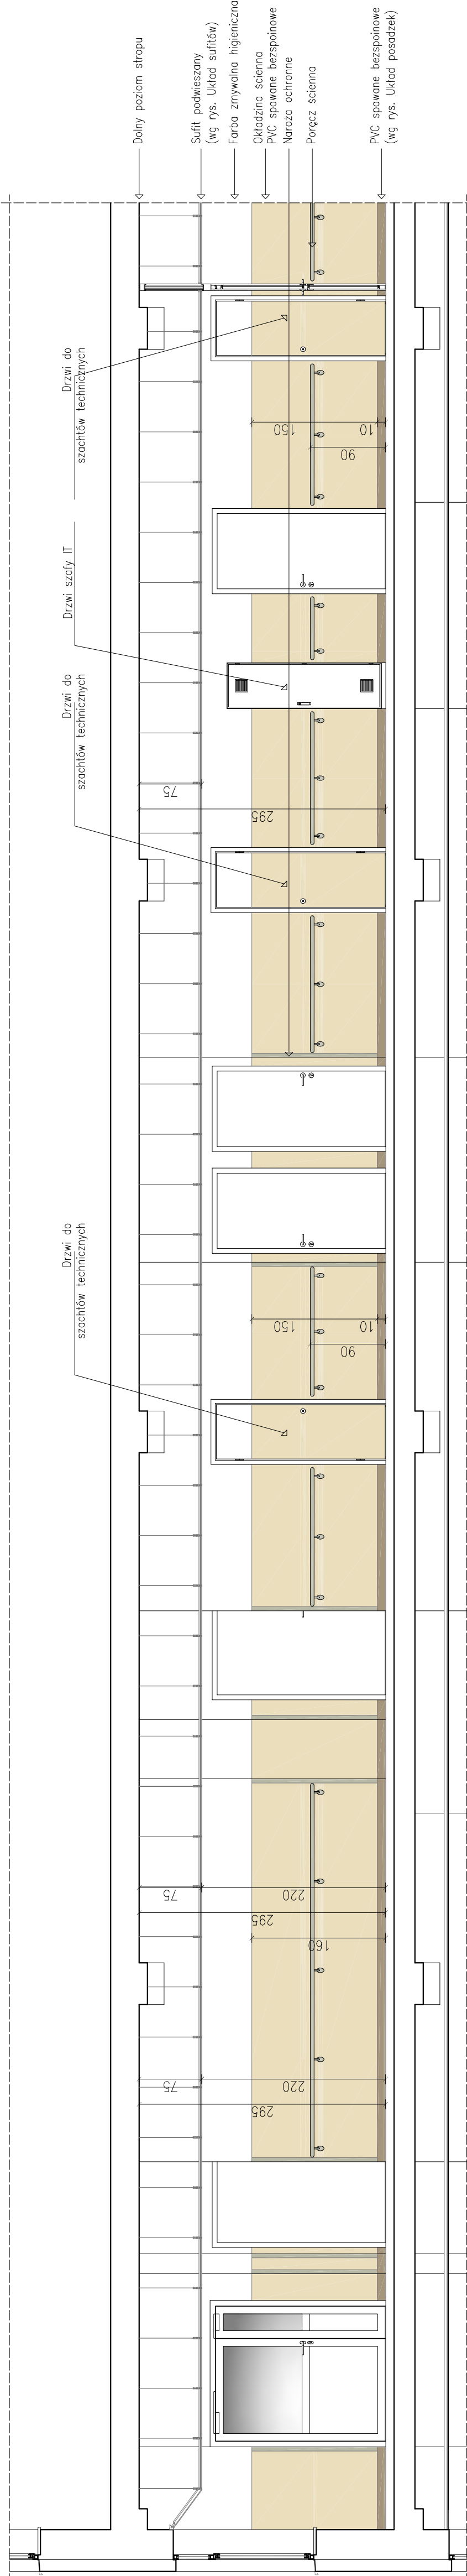 Dolny poziom stropu
Sufit podwieszany
(wg rys. Układ sufitów)
Farba zmywalna higieniczna
Okładzina ścienna
PVC spawane bezspoinowe
Naroża ochronne
Poręcz ścienna
PVC spawane bezspoinowe
(wg rys. Układ posadzek)
Drzwi do
szachtów technicznych
150
10
90
Drzwi szafy IT
Drzwi do
szachtów technicznych
75
295
Drzwi do
szachtów technicznych
150
10
90
75
220
295
160
75
220
295